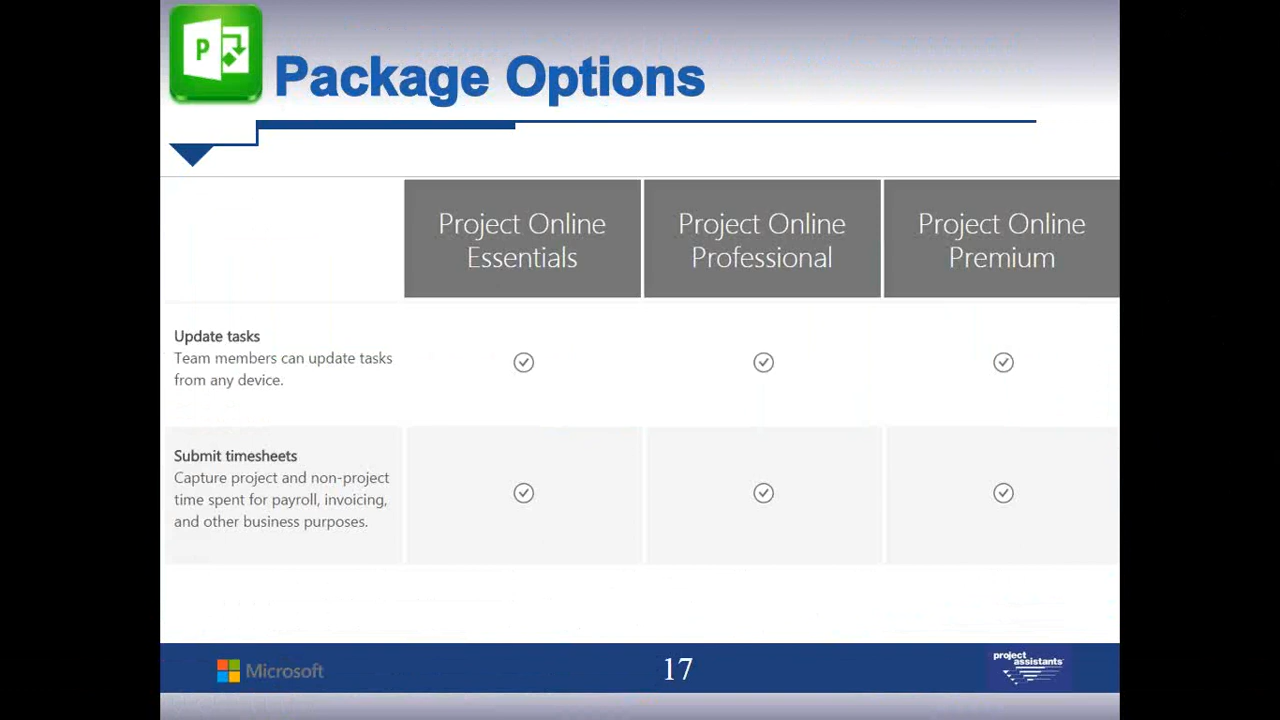 P
Package Options
Project Online
Essentials
Project Online
Professional
Project Online
Premium
Update tasks
Team members can update tasks
from any device.
Submit timesheets
Capture project and non-project
time spent for payroll, invoicing,
and other business purposes.
Microsoft
17
project
assistants